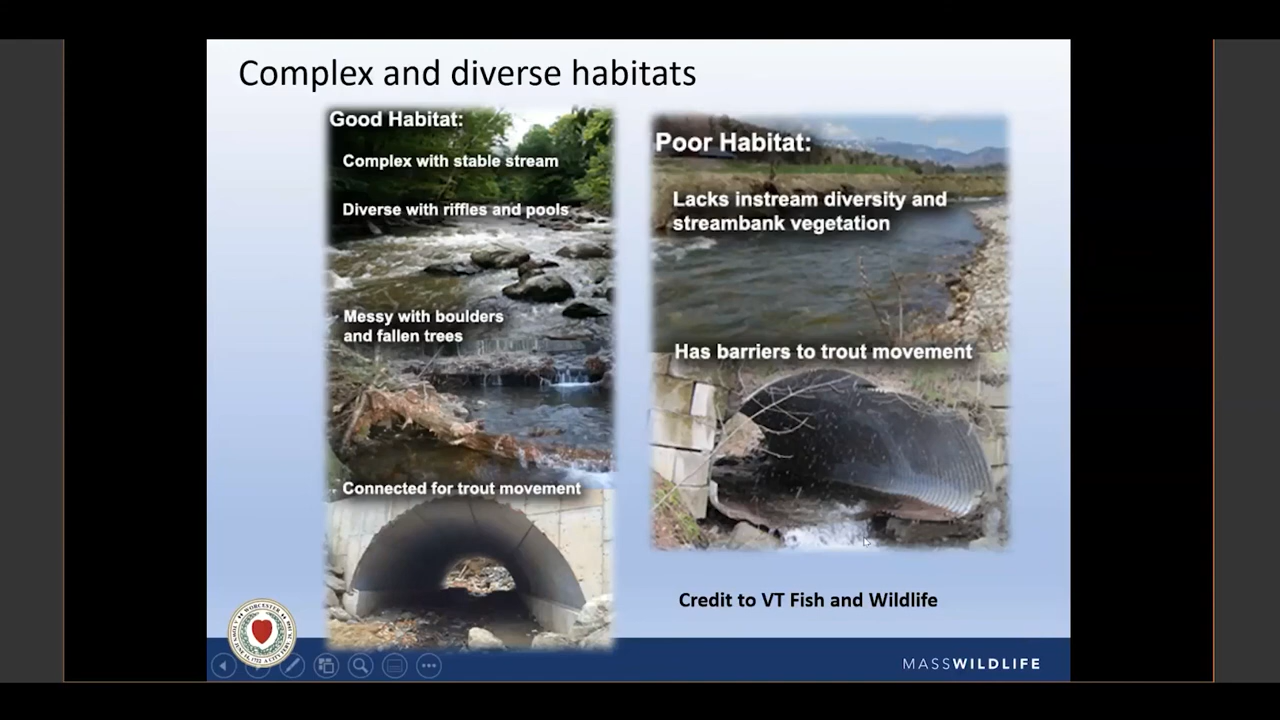 Complex and diverse habitats
Good Habitat:
Complex with stable stream
Diverse with riffles and pools
Messy with boulders
and fallen trees
Connected for trout movement
Poor Habitat:
Lacks instream diversity and
streambank vegetation
Has barriers to trout movement
Credit to VT Fish and Wildlife
WORCESTER
MASSWILDLIFE